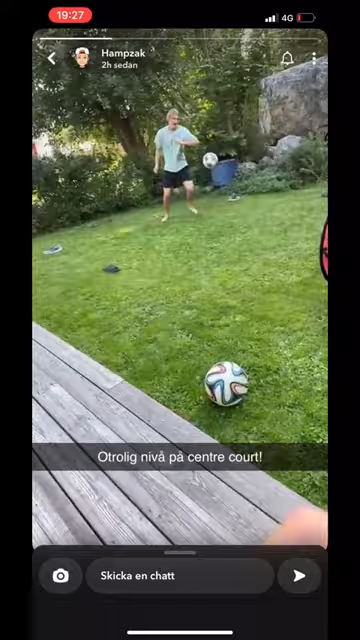 19:27
4G
Hampzak
2h sedan
Otrolig nivå på centre court!
Skicka en chatt